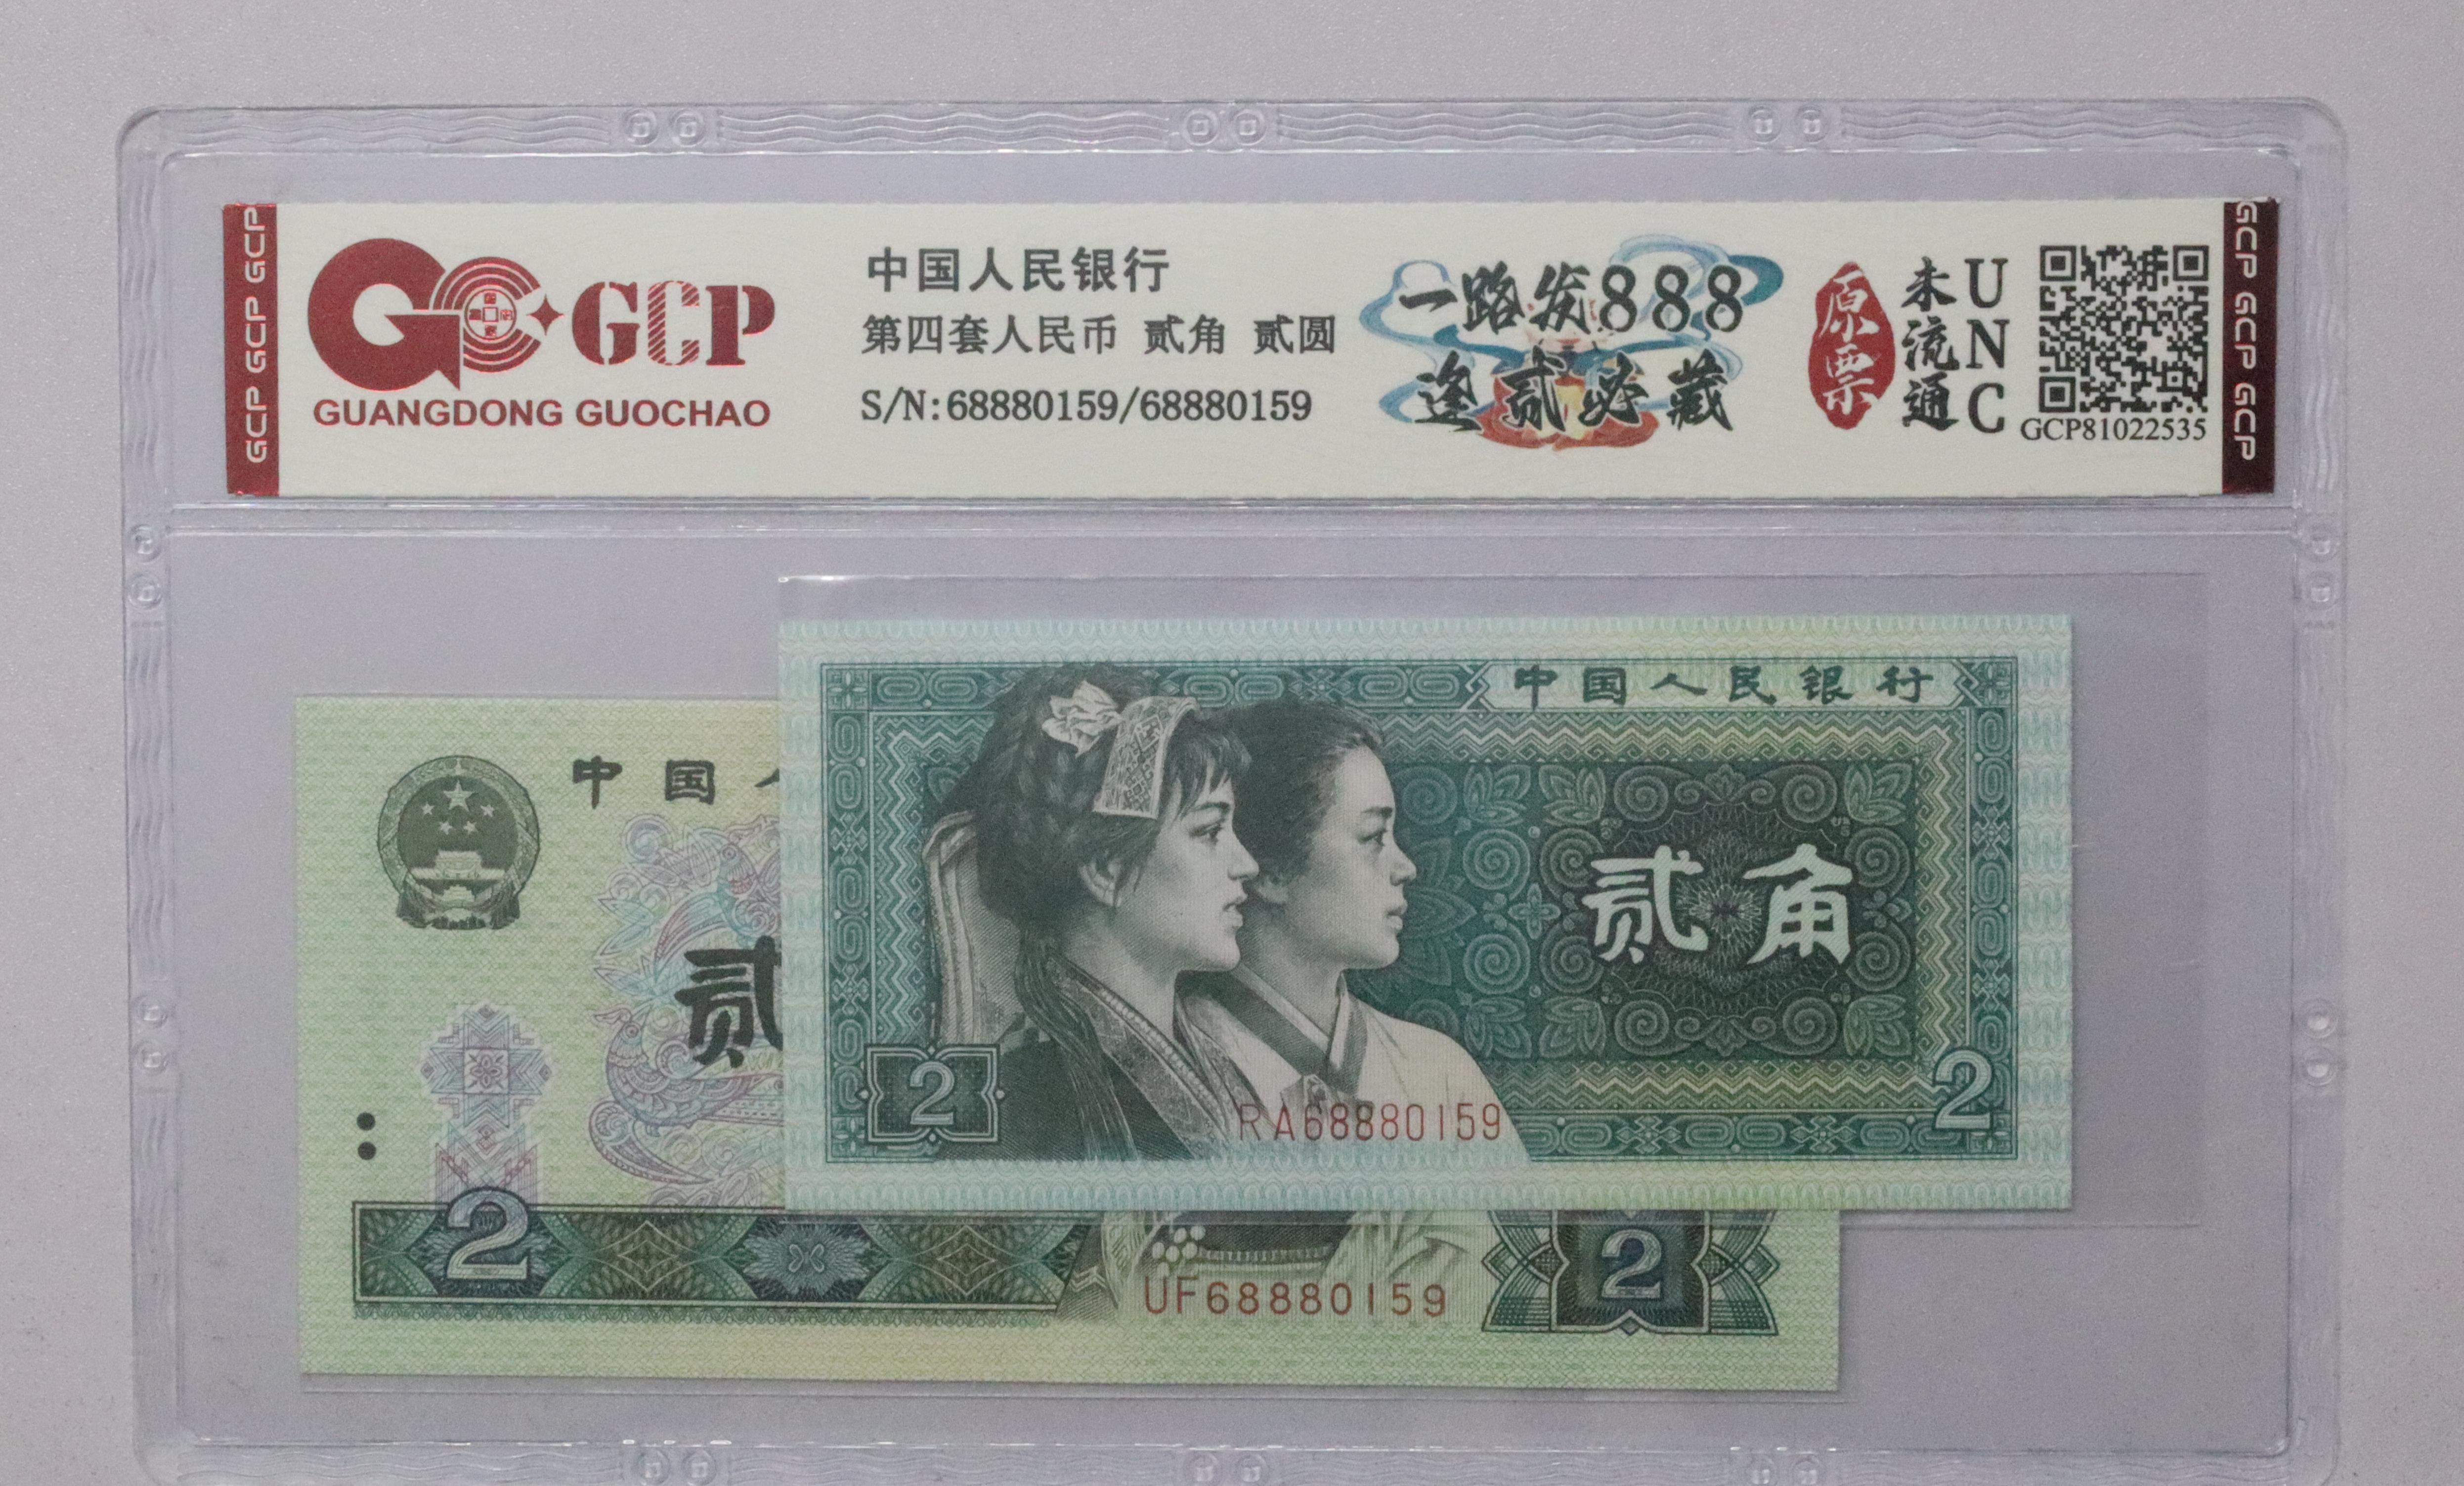 GCP GCP GCP GCP
GCP
GUANGDONG GUOCHAO
中国人民银行
第四套人民币 贰角 贰圆
S/N:68880159/68880159
一路发888
逢贰必藏
原票
未流通
UNC
GCP81022535
GCP GCP GCP GCP
中国人民银行
贰角
2
2
RA68880159
中国
贰
2
2
UF68880159